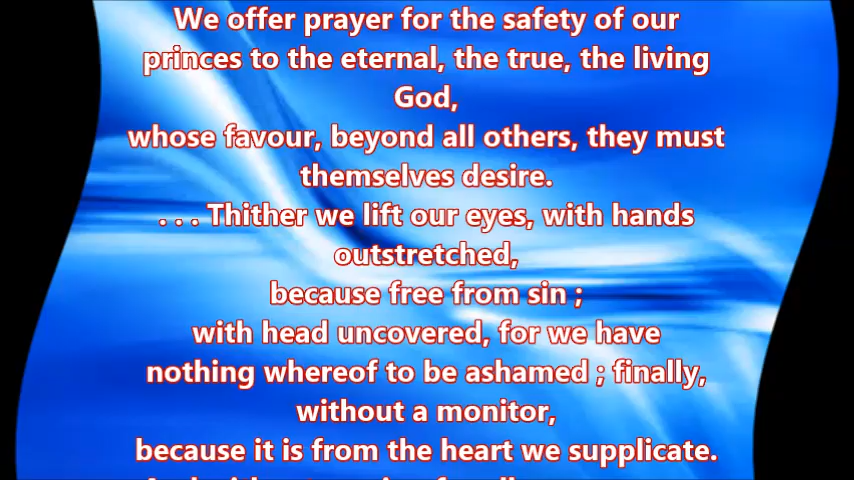 We offer prayer for the safety of our
princes to the eternal, the true, the living
God,
whose favour, beyond all others, they must
themselves desire.
. . . Thither we lift our eyes, with hands
outstretched,
because free from sin ;
with head uncovered, for we have
nothing whereof to be ashamed ; finally,
without a monitor,
because it is from the heart we supplicate.